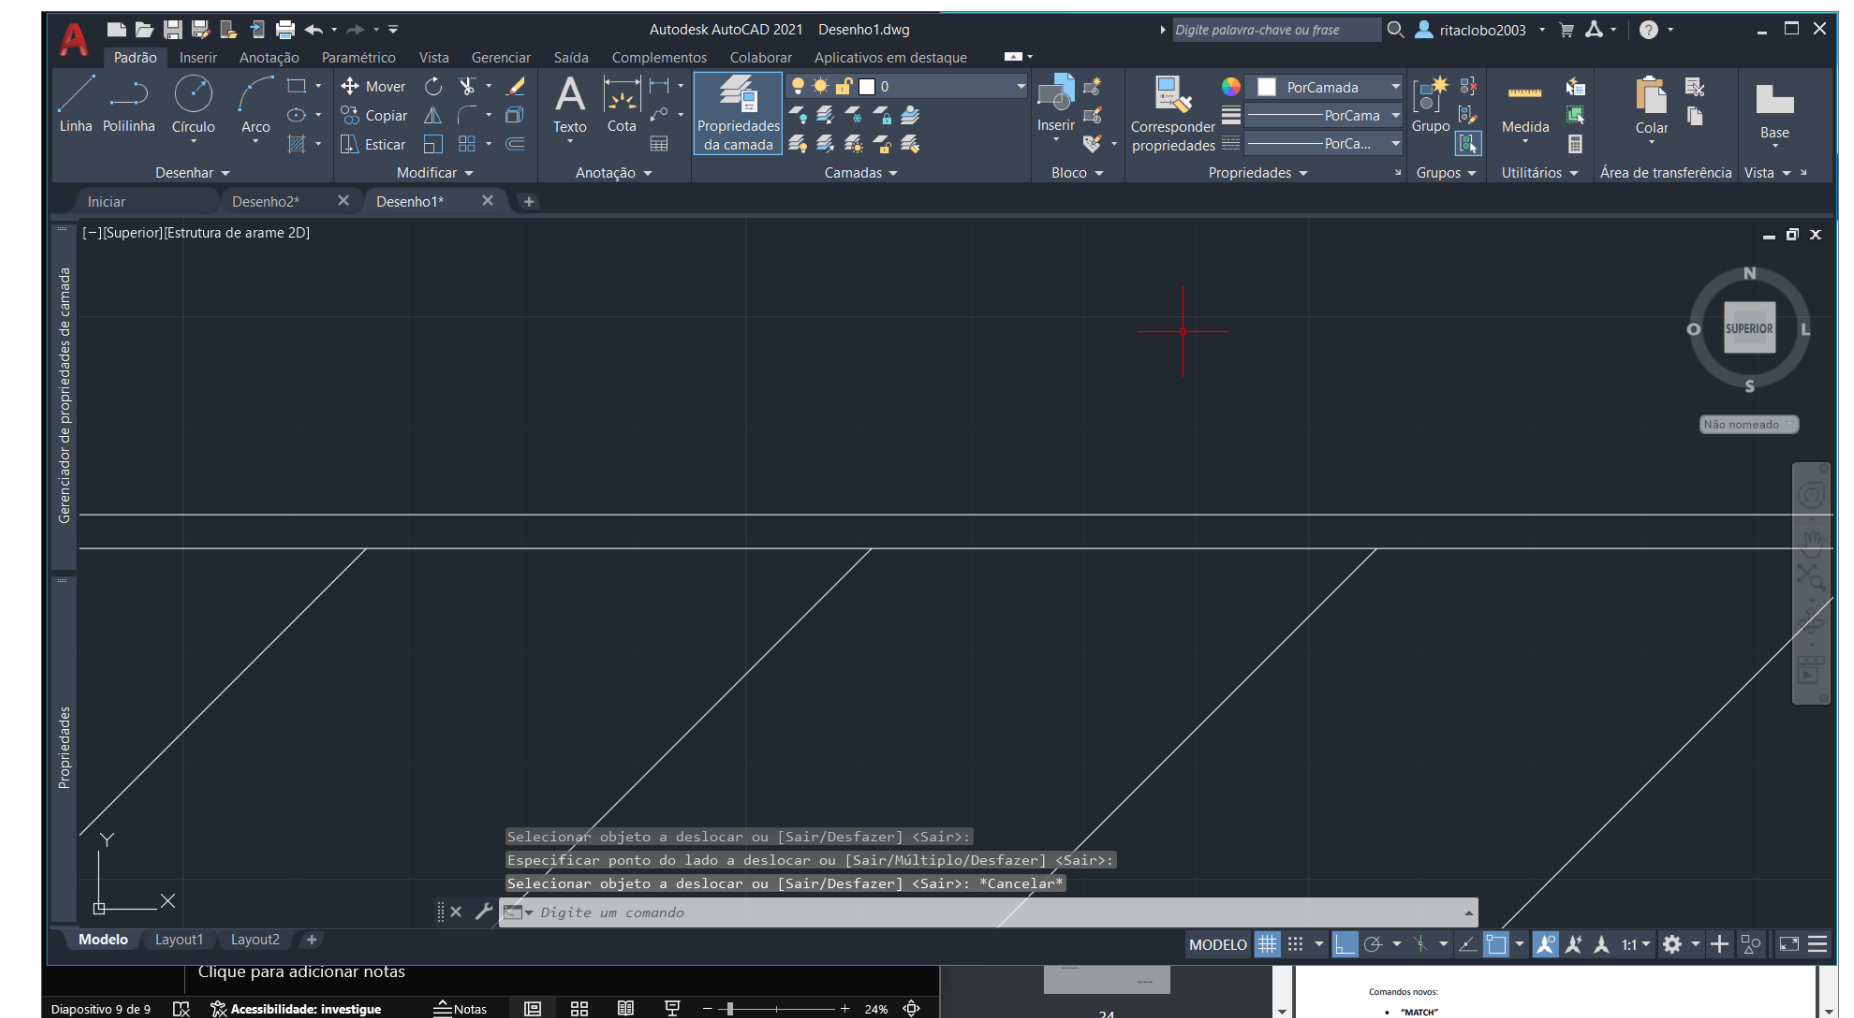 Autodesk AutoCAD 2021 Desenho1.dwg
Digite palavra-chave ou frase
ritaclobo2003
Padrão Inserir Anotação Paramétrico Vista Gerenciar Saída Complementos Colaborar Aplicativos em destaque
Linha Polilinha Círculo Arco
Mover
Copiar
Esticar
Texto Cota
Propriedades
da camada
0
Inserir
Corresponder
propriedades
PorCamada
PorCama
PorCa...
Grupo
Medida
Colar
Base
Desenhar Modificar Anotação Camadas Bloco Propriedades Grupos Utilitários Área de transferência Vista
Iniciar Desenho2* Desenho1*
[−][Superior][Estrutura de arame 2D]
Gerenciador de propriedades de camada
N
O SUPERIOR L
S
Não nomeado
Propriedades
Y
X
Selecionar objeto a deslocar ou [Sair/Desfazer] <Sair>:
Especificar ponto do lado a deslocar ou [Sair/Múltiplo/Desfazer] <Sair>:
Selecionar objeto a deslocar ou [Sair/Desfazer] <Sair>: *Cancelar*
Digite um comando
Modelo Layout1 Layout2 +
MODELO
1:1
Clique para adicionar notas
Diapositivo 9 de 9 Acessibilidade: investigue Notas 24%
24
Comandos novos:
• "MATCH"